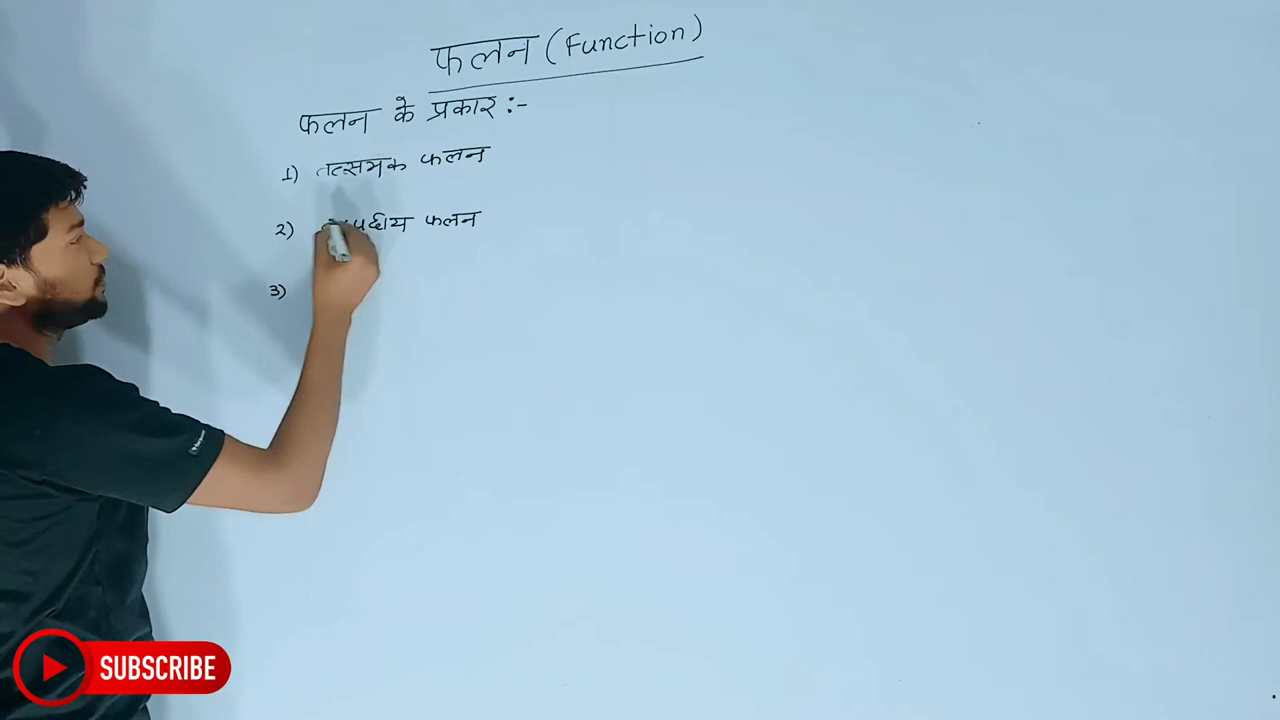 फलन (Function)
फलन के प्रकार :-
1) तत्समक फलन
2) फलन
3)
SUBSCRIBE